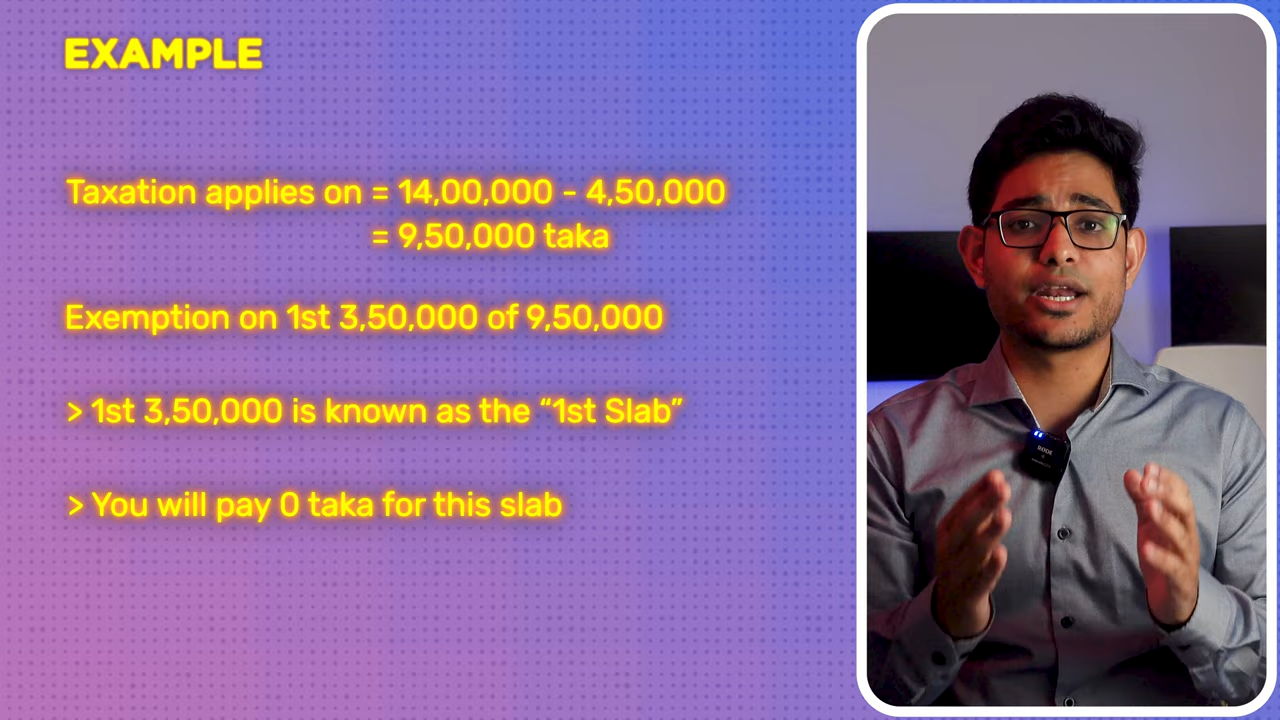 EXAMPLE
Taxation applies on = 14,00,000 - 4,50,000
= 9,50,000 taka
Exemption on 1st 3,50,000 of 9,50,000
> 1st 3,50,000 is known as the “1st Slab”
> You will pay 0 taka for this slab
RODE